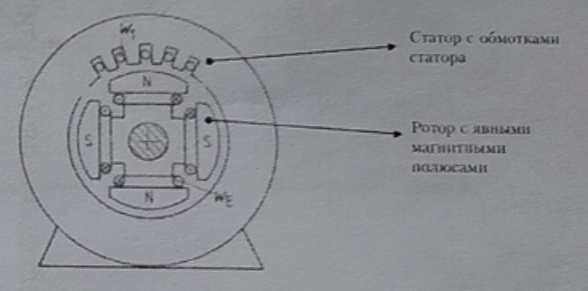 W₁
Статор с обмотками
статора
N
S
S
Ротор с явными
магнитными
полюсами
N
WE